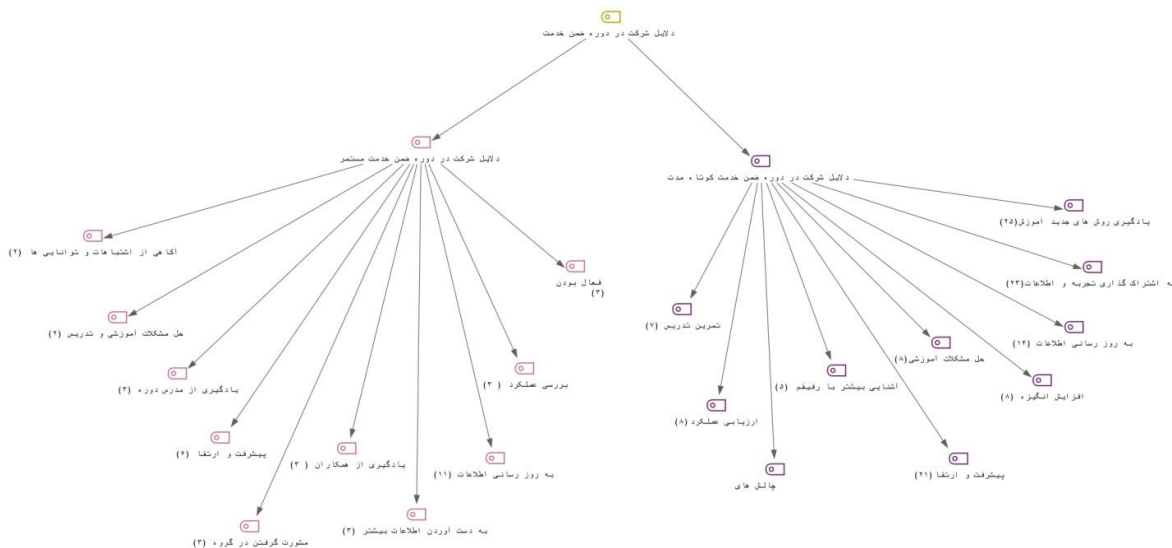 دلایل شرکت در دوره ضمن خدمت
دلایل شرکت در دوره ضمن خدمت مستمر
دلایل شرکت در دوره ضمن خدمت کوتاه مدت
یادگیری روش های جدید آموزش(۲۵)
آگاهی از اشتباهات و توانایی ها (۲)
به اشتراک گذاری تجربه و اطلاعات(۲۳)
فعال بودن
(۳)
حل مشکلات آموزشی و تدریس (۲)
تمرین تدریس (۷)
به روز رسانی اطلاعات (۱۴)
حل مشکلات آموزشی(۸)
یادگیری از مدرس دوره (۳)
بررسی عملکرد ( ۳)
آشنایی بیشتر با رفیقم (۵)
افزایش انگیزه (۸)
ارزیابی عملکرد(۸)
پیشرفت و ارتقا (۴)
یادگیری از همکاران ( ۳)
به روز رسانی اطلاعات (۱۱)
پیشرفت و ارتقا(۲۱)
چالش های
مشورت گرفتن در گروه (۳)
به دست آوردن اطلاعات بیشتر (۳)